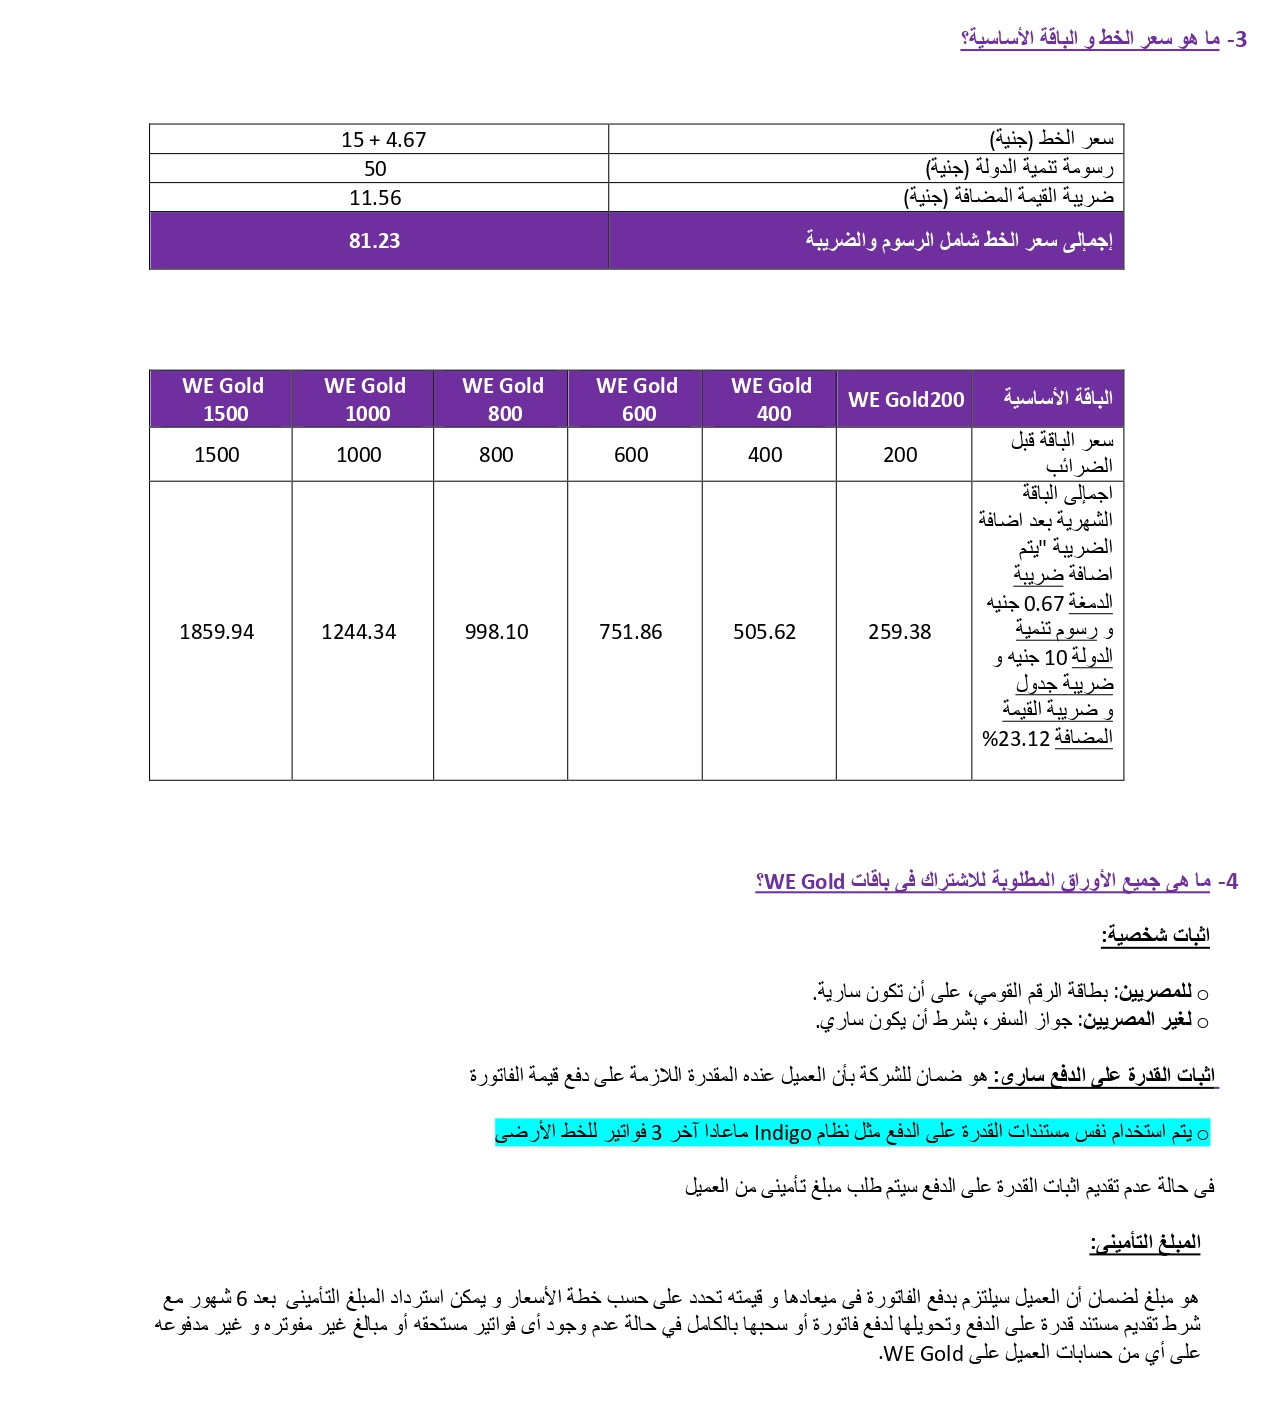 3- ما هو سعر الخط و الباقة الأساسية؟
سعر الخط (جنية) 15 + 4.67
رسومة تنمية الدولة (جنية) 50
ضريبة القيمة المضافة (جنية) 11.56
إجمإلى سعر الخط شامل الرسوم والضريبة 81.23
الباقة الأساسية WE Gold200 WE Gold 400 WE Gold 600 WE Gold 800 WE Gold 1000 WE Gold 1500
سعر الباقة قبل
الضرائب 200 400 600 800 1000 1500
اجمإلى الباقة
الشهرية بعد اضافة
الضريبة "يتم
اضافة ضريبة
الدمغة 0.67 جنيه
و رسوم تنمية
الدولة 10 جنيه و
ضريبة جدول
و ضريبة القيمة
المضافة 23.12%
259.38 505.62 751.86 998.10 1244.34 1859.94
4- ما هى جميع الأوراق المطلوبة للاشتراك فى باقات WE Gold؟
اثبات شخصية:
o للمصريين: بطاقة الرقم القومي، على أن تكون سارية.
o لغير المصريين: جواز السفر، بشرط أن يكون ساري.
اثبات القدرة على الدفع سارى: هو ضمان للشركة بأن العميل عنده المقدرة اللازمة على دفع قيمة الفاتورة
o يتم استخدام نفس مستندات القدرة على الدفع مثل نظام Indigo ماعادا آخر 3 فواتير للخط الأرضى
فى حالة عدم تقديم اثبات القدرة على الدفع سيتم طلب مبلغ تأمينى من العميل
المبلغ التأمينى:
هو مبلغ لضمان أن العميل سيلتزم بدفع الفاتورة فى ميعادها و قيمته تحدد على حسب خطة الأسعار و يمكن استرداد المبلغ التأمينى بعد 6 شهور مع
شرط تقديم مستند قدرة على الدفع وتحويلها لدفع فاتورة أو سحبها بالكامل في حالة عدم وجود أى فواتير مستحقه أو مبالغ غير مفوتره و غير مدفوعه
على أي من حسابات العميل على WE Gold.